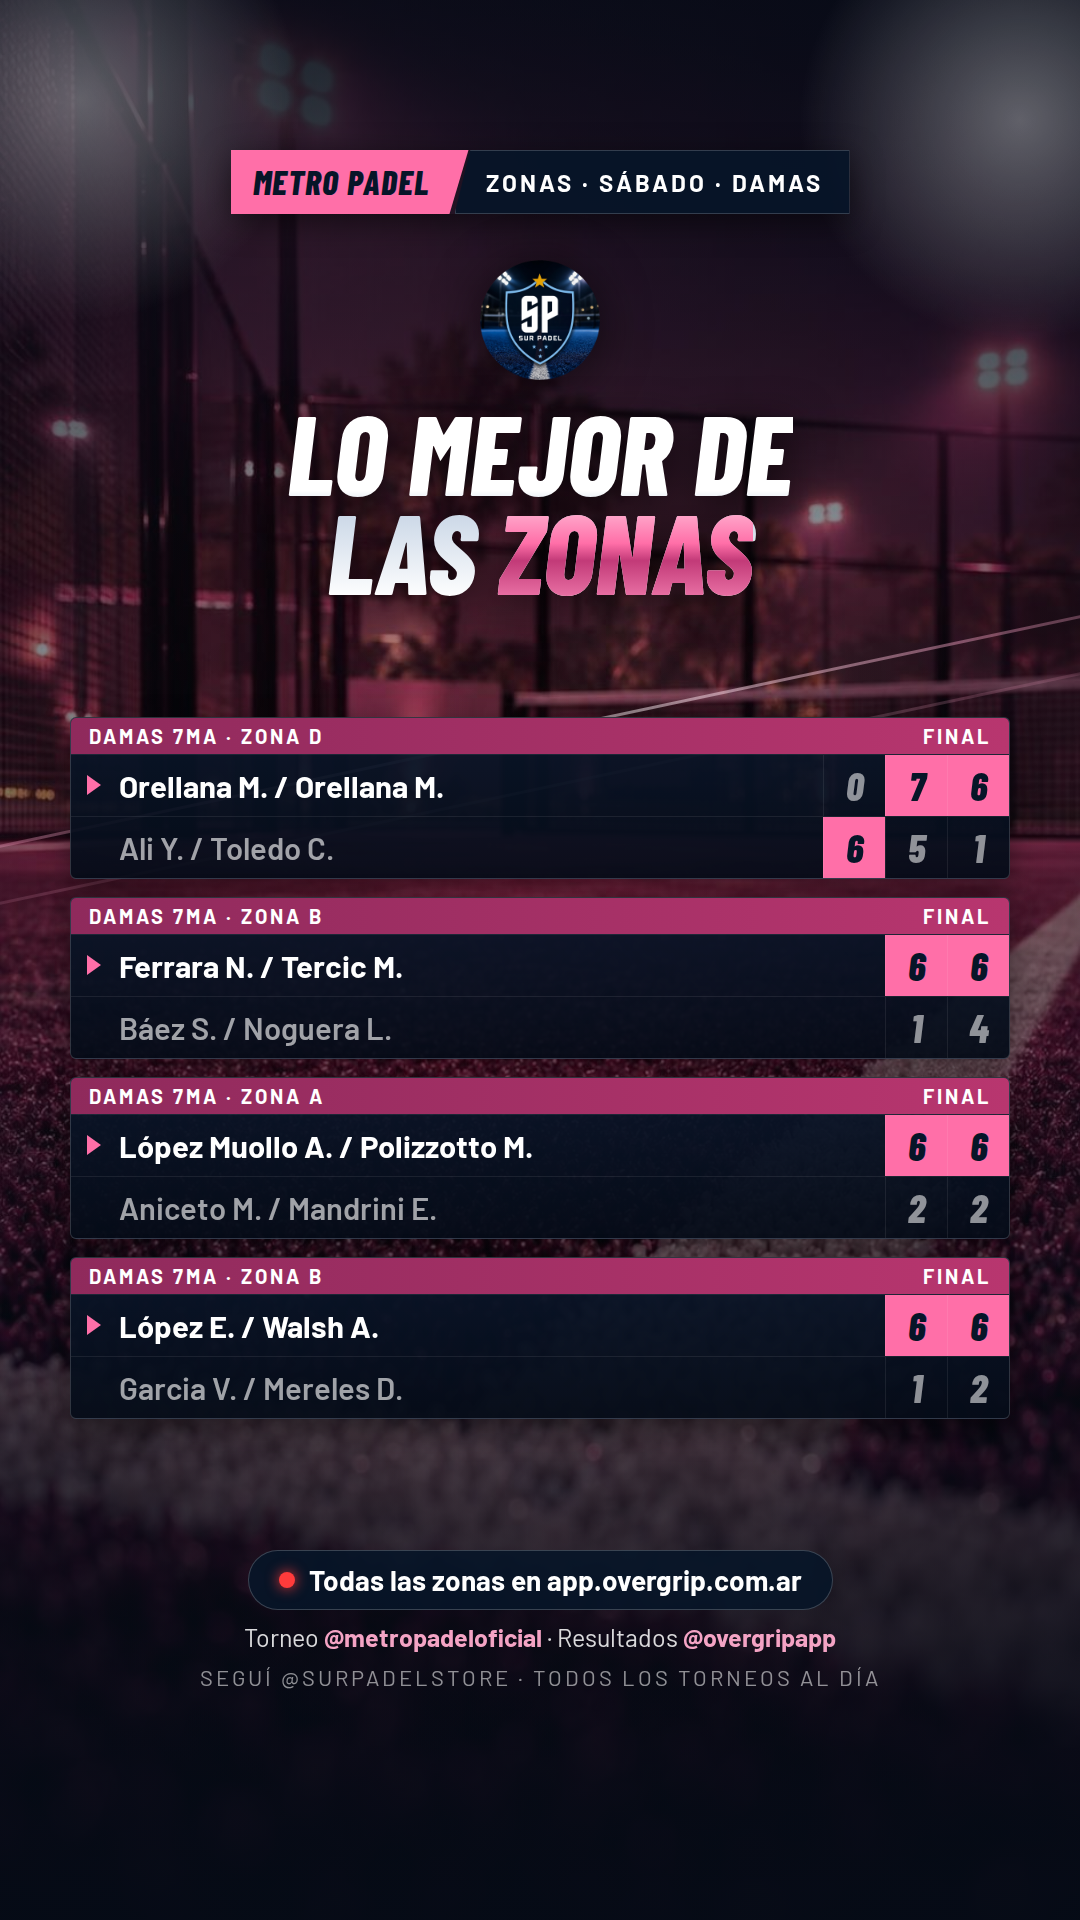 METRO PADEL
ZONAS · SÁBADO · DAMAS
SP
SUR PADEL
LO MEJOR DE
LAS ZONAS
DAMAS 7MA · ZONA D FINAL
Orellana M. / Orellana M. 0 7 6
Ali Y. / Toledo C. 6 5 1
DAMAS 7MA · ZONA B FINAL
Ferrara N. / Tercic M. 6 6
Báez S. / Noguera L. 1 4
DAMAS 7MA · ZONA A FINAL
López Muollo A. / Polizzotto M. 6 6
Aniceto M. / Mandrini E. 2 2
DAMAS 7MA · ZONA B FINAL
López E. / Walsh A. 6 6
Garcia V. / Mereles D. 1 2
Todas las zonas en app.overgrip.com.ar
Torneo @metropadeloficial · Resultados @overgripapp
SEGUÍ @SURPADELSTORE · TODOS LOS TORNEOS AL DÍA